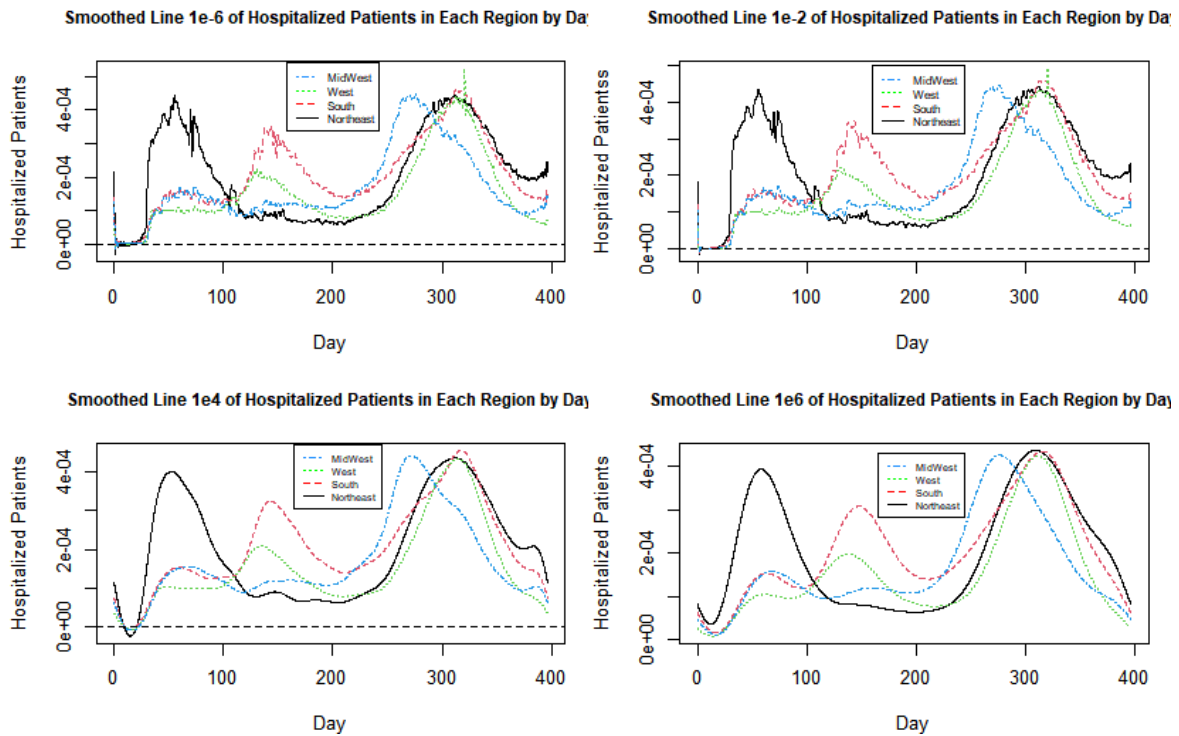 Smoothed Line 1e-6 of Hospitalized Patients in Each Region by Day
Hospitalized Patients
0e+00 2e-04 4e-04
MidWest
West
South
Northeast
0 100 200 300 400
Day
Smoothed Line 1e-2 of Hospitalized Patients in Each Region by Day
Hospitalized Patientss
0e+00 2e-04 4e-04
MidWest
West
South
Northeast
0 100 200 300 400
Day
Smoothed Line 1e4 of Hospitalized Patients in Each Region by Day
Hospitalized Patients
0e+00 2e-04 4e-04
MidWest
West
South
Northeast
0 100 200 300 400
Day
Smoothed Line 1e6 of Hospitalized Patients in Each Region by Day
Hospitalized Patients
0e+00 2e-04 4e-04
MidWest
West
South
Northeast
0 100 200 300 400
Day